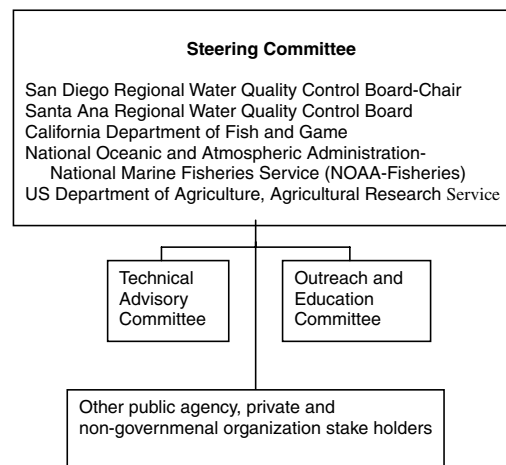 Steering Committee
San Diego Regional Water Quality Control Board-Chair
Santa Ana Regional Water Quality Control Board
California Department of Fish and Game
National Oceanic and Atmospheric Administration-
National Marine Fisheries Service (NOAA-Fisheries)
US Department of Agriculture, Agricultural Research Service
Technical
Advisory
Committee
Outreach and
Education
Committee
Other public agency, private and
non-governmenal organization stake holders